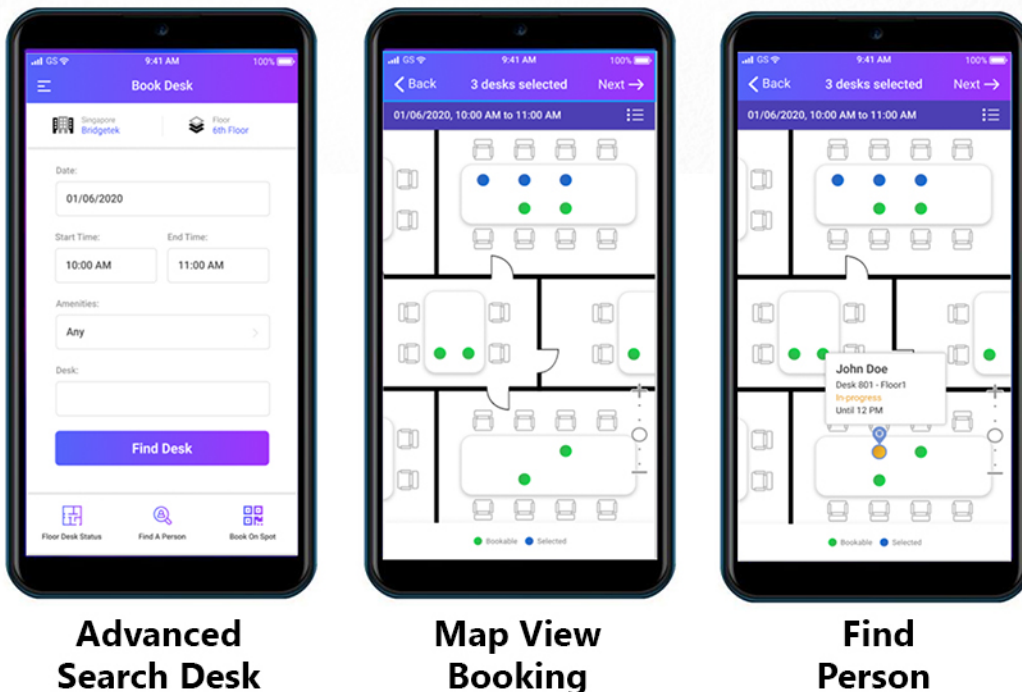 GS 9:41 AM 100%
Book Desk
Singapore
Bridgetek
Floor
6th Floor
Date:
01/06/2020
Start Time: End Time:
10:00 AM 11:00 AM
Amenities:
Any
Desk:
Find Desk
Floor Desk Status Find A Person Book On Spot
Advanced
Search Desk
GS 9:41 AM 100%
Back 3 desks selected Next
01/06/2020, 10:00 AM to 11:00 AM
Bookable Selected
Map View
Booking
GS 9:41 AM 100%
Back 3 desks selected Next
01/06/2020, 10:00 AM to 11:00 AM
John Doe
Desk 801 - Floor1
In-progress
Until 12 PM
Bookable Selected
Find
Person